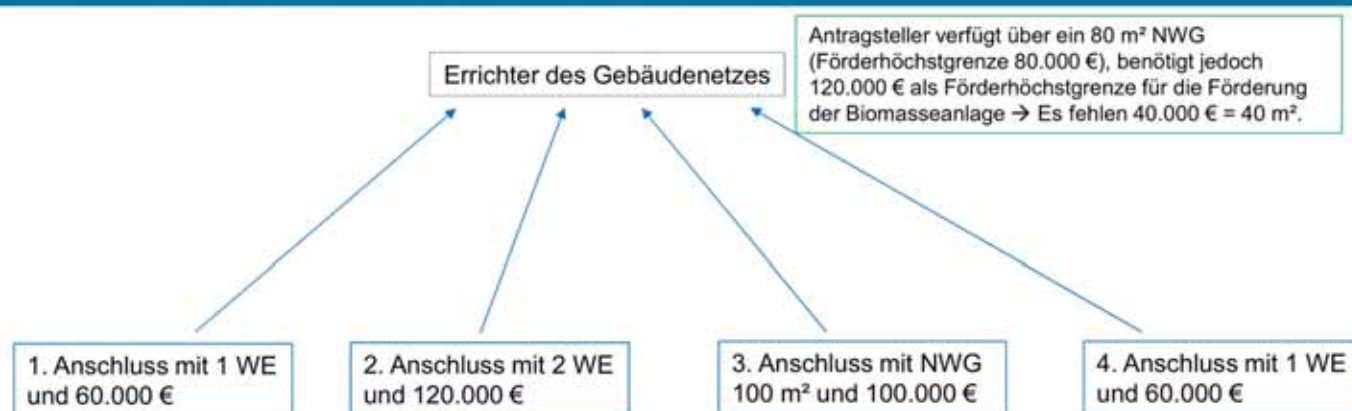 Errichter des Gebäudenetzes
Antragsteller verfügt über ein 80 m² NWG
(Förderhöchstgrenze 80.000 €), benötigt jedoch
120.000 € als Förderhöchstgrenze für die Förderung
der Biomasseanlage → Es fehlen 40.000 € = 40 m².
1. Anschluss mit 1 WE
und 60.000 €
2. Anschluss mit 2 WE
und 120.000 €
3. Anschluss mit NWG
100 m² und 100.000 €
4. Anschluss mit 1 WE
und 60.000 €